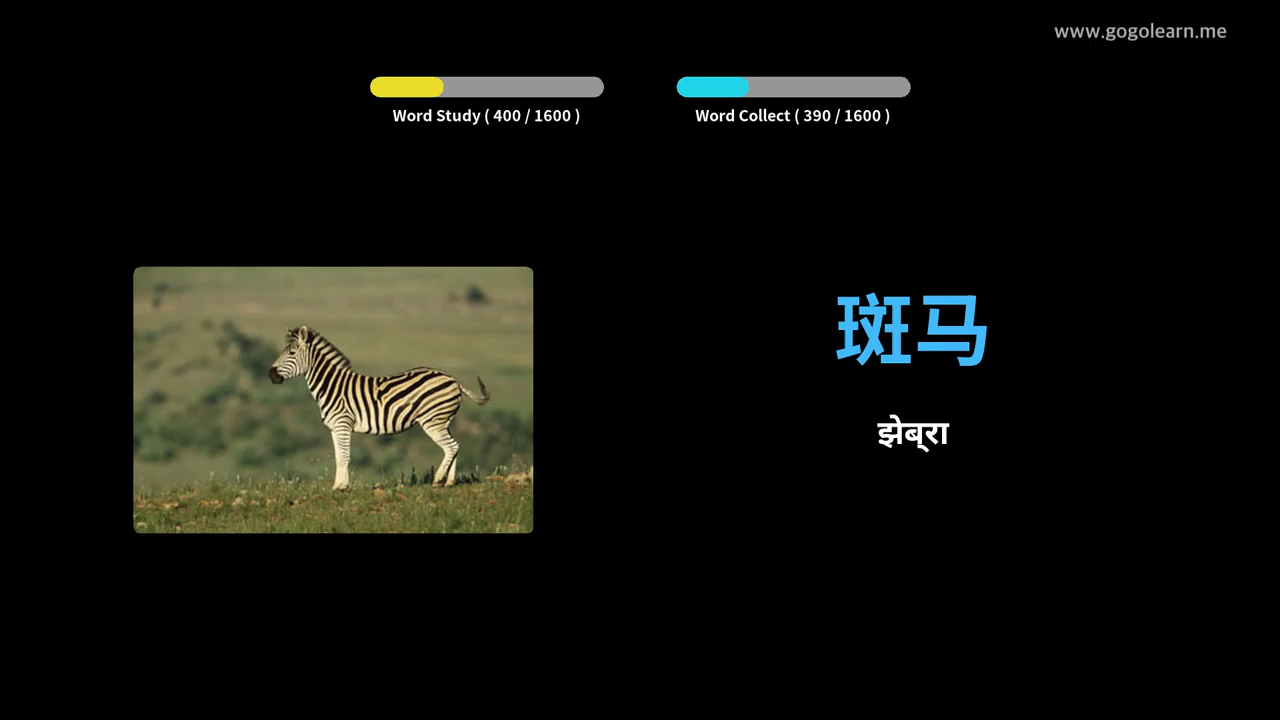 www.gogolearn.me
Word Study ( 400 / 1600 )
Word Collect ( 390 / 1600 )
斑马
झेब्रा